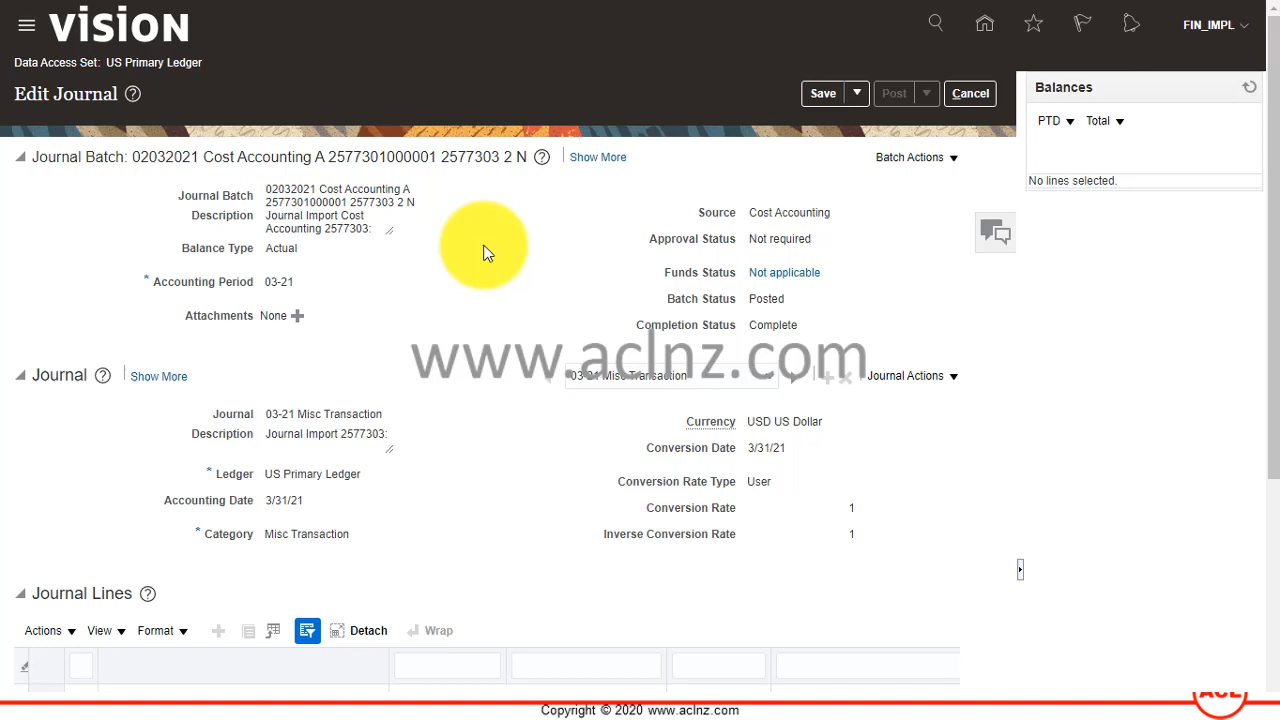 vision
FIN_IMPL
Data Access Set: US Primary Ledger
Edit Journal
Save
Post
Cancel
Balances
PTD Total
No lines selected.
Journal Batch: 02032021 Cost Accounting A 2577301000001 2577303 2 N
Show More
Batch Actions
Journal Batch 02032021 Cost Accounting A
2577301000001 2577303 2 N
Description Journal Import Cost
Accounting 2577303:
Balance Type Actual
* Accounting Period 03-21
Attachments None
Source Cost Accounting
Approval Status Not required
Funds Status Not applicable
Batch Status Posted
Completion Status Complete
www.aclnz.com
Journal
Show More
03-21 Misc Transaction
Journal Actions
Journal 03-21 Misc Transaction
Description Journal Import 2577303:
* Ledger US Primary Ledger
Accounting Date 3/31/21
* Category Misc Transaction
Currency USD US Dollar
Conversion Date 3/31/21
Conversion Rate Type User
Conversion Rate 1
Inverse Conversion Rate 1
Journal Lines
Actions View Format Detach Wrap
ACL
Copyright © 2020 www.aclnz.com